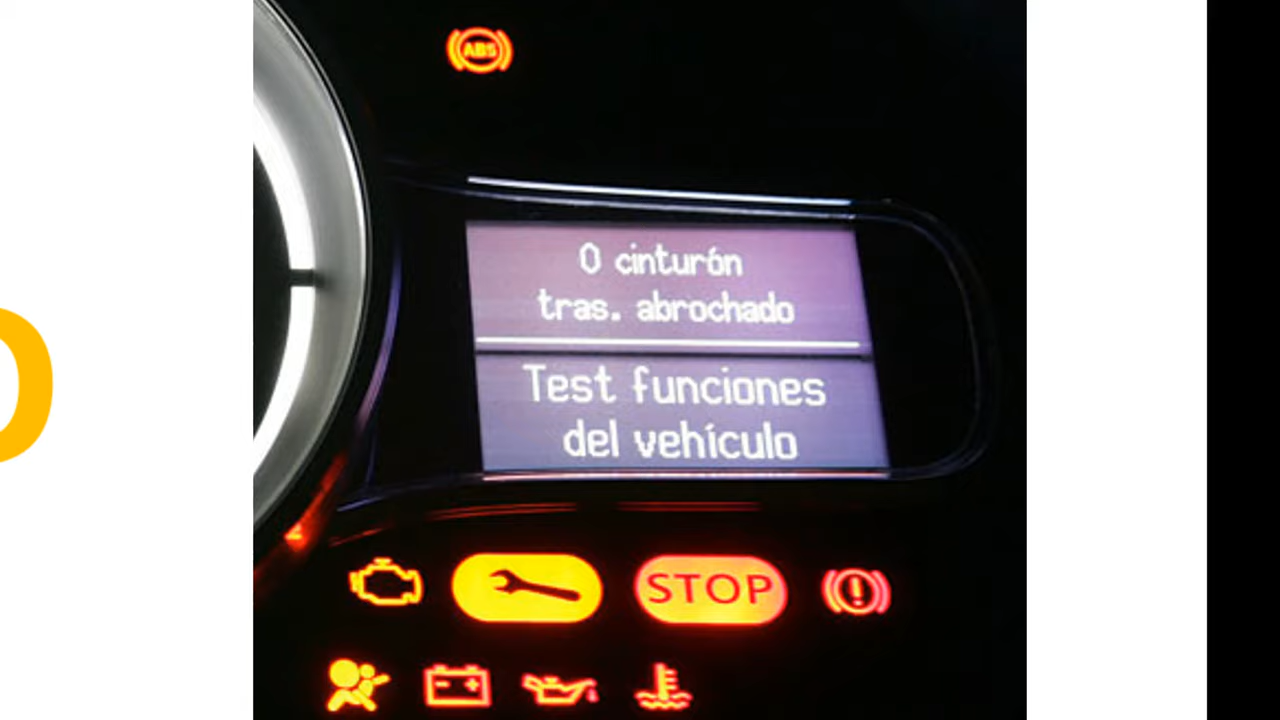 ABS
0 cinturón
tras. abrochado
Test funciones
del vehículo
STOP